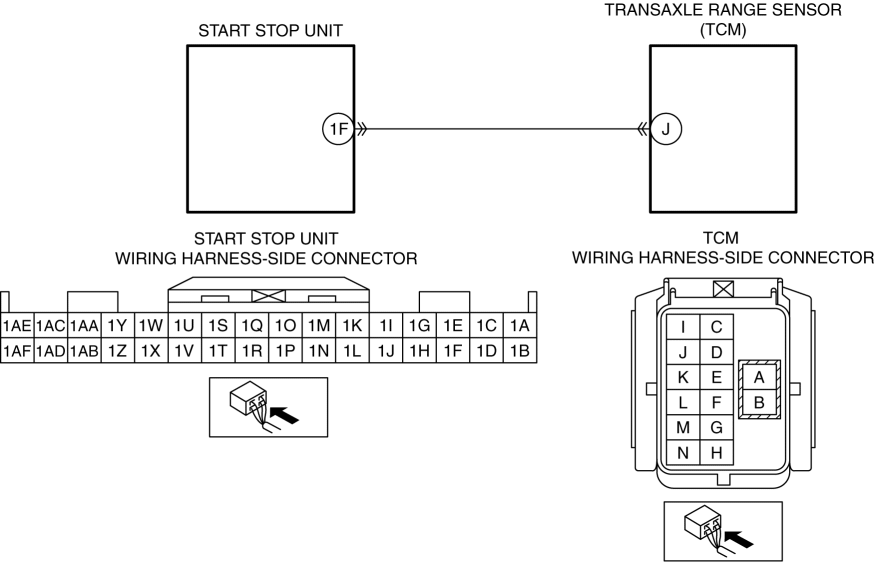 START STOP UNIT
TRANSAXLE RANGE SENSOR
(TCM)
1F
J
START STOP UNIT
WIRING HARNESS-SIDE CONNECTOR
1AE 1AC 1AA 1Y 1W 1U 1S 1Q 1O 1M 1K 1I 1G 1E 1C 1A
1AF 1AD 1AB 1Z 1X 1V 1T 1R 1P 1N 1L 1J 1H 1F 1D 1B
TCM
WIRING HARNESS-SIDE CONNECTOR
I C
J D
K E A
L F B
M G
N H